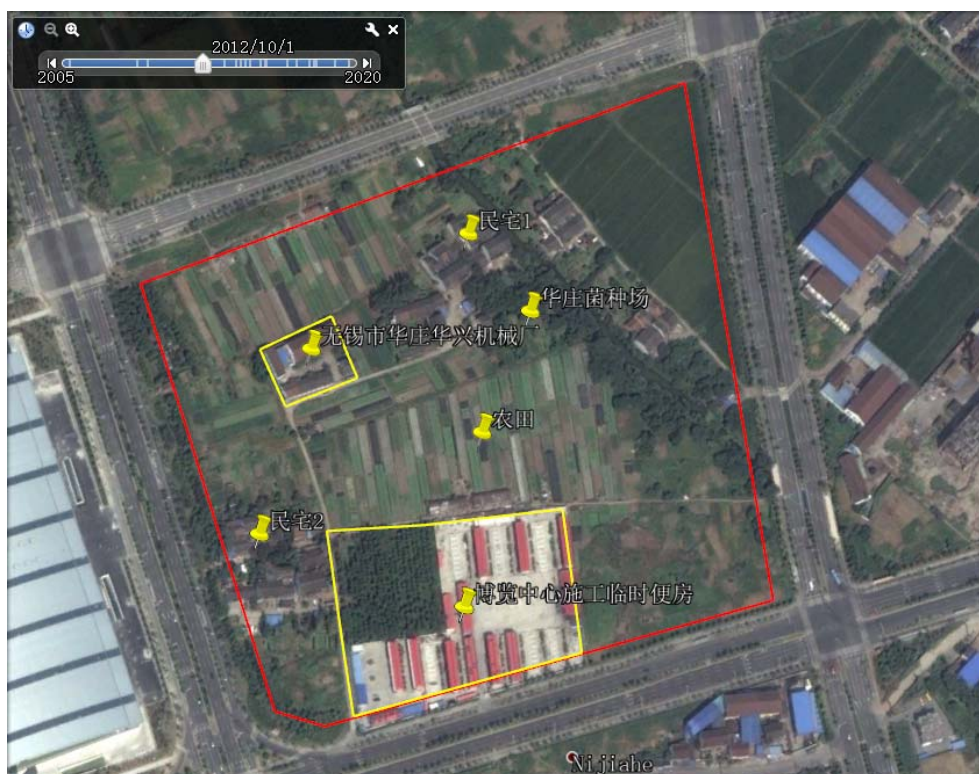 2012/10/1
2005
2020
民宅1
华庄菌种场
无锡市华庄华兴机械厂
农田
民宅2
博览中心施工临时便房
Nijiahe